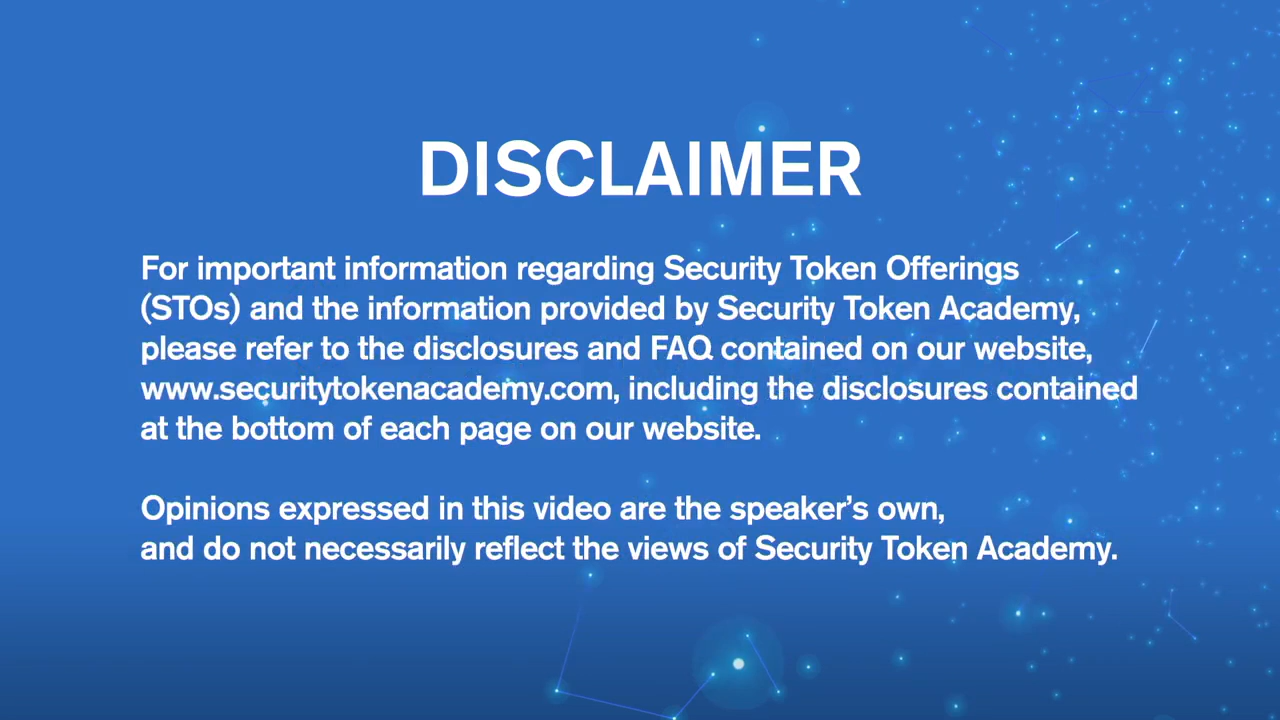 DISCLAIMER
For important information regarding Security Token Offerings
(STOs) and the information provided by Security Token Academy,
please refer to the disclosures and FAQ contained on our website,
www.securitytokenacademy.com, including the disclosures contained
at the bottom of each page on our website.
Opinions expressed in this video are the speaker’s own,
and do not necessarily reflect the views of Security Token Academy.